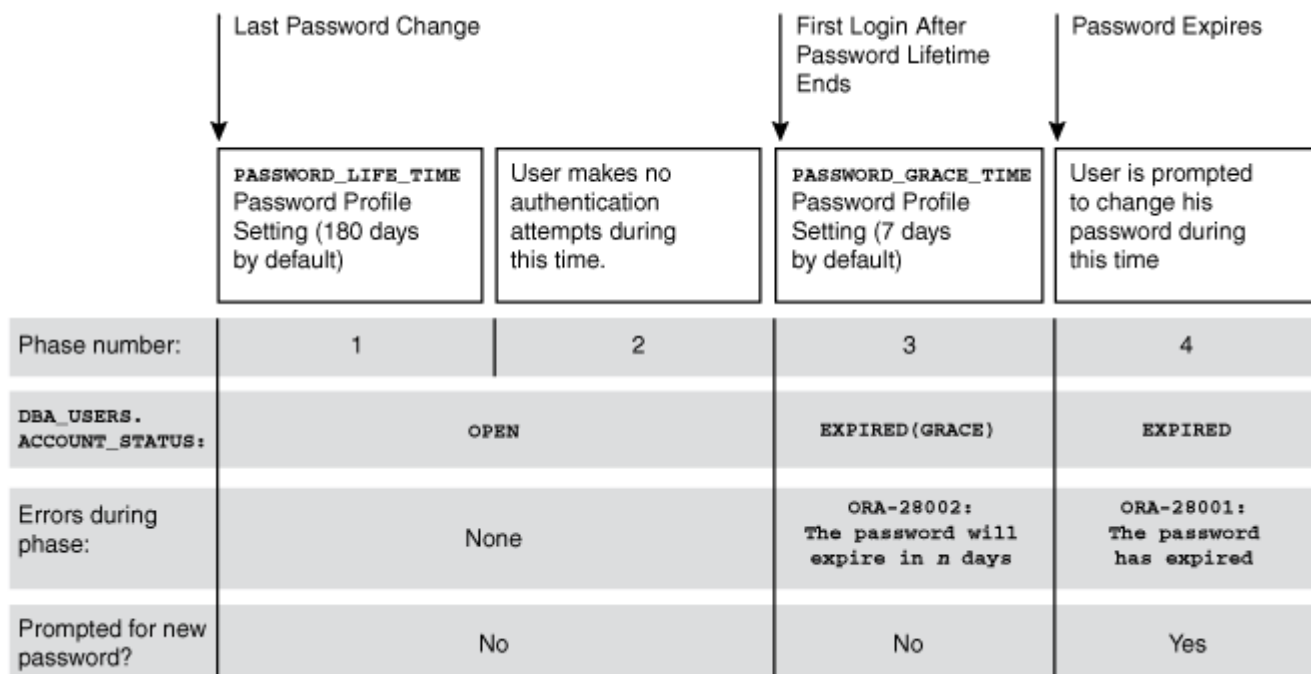 Last Password Change
First Login After
Password Lifetime
Ends
Password Expires
PASSWORD_LIFE_TIME
Password Profile
Setting (180 days
by default)
User makes no
authentication
attempts during
this time.
PASSWORD_GRACE_TIME
Password Profile
Setting (7 days
by default)
User is prompted
to change his
password during
this time
Phase number:
1
2
3
4
DBA_USERS.
ACCOUNT_STATUS:
OPEN
EXPIRED(GRACE)
EXPIRED
Errors during
phase:
None
ORA-28002:
The password will
expire in n days
ORA-28001:
The password
has expired
Prompted for new
password?
No
No
Yes